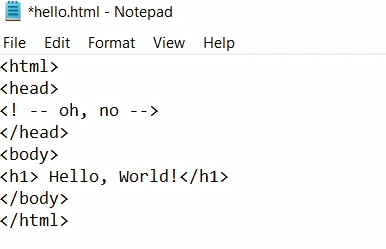 *hello.html - Notepad
File Edit Format View Help
<html>
<head>
<! -- oh, no -->
</head>
<body>
<h1> Hello, World!</h1>
</body>
</html>